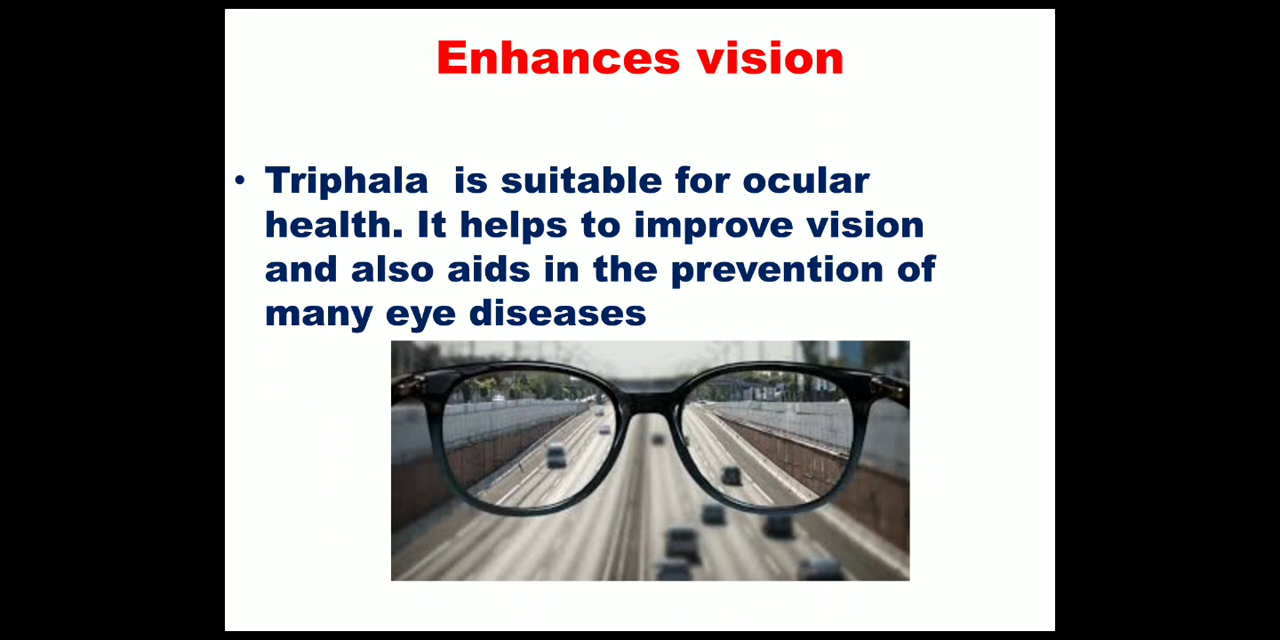 Enhances vision
• Triphala  is suitable for ocular
health. It helps to improve vision
and also aids in the prevention of
many eye diseases